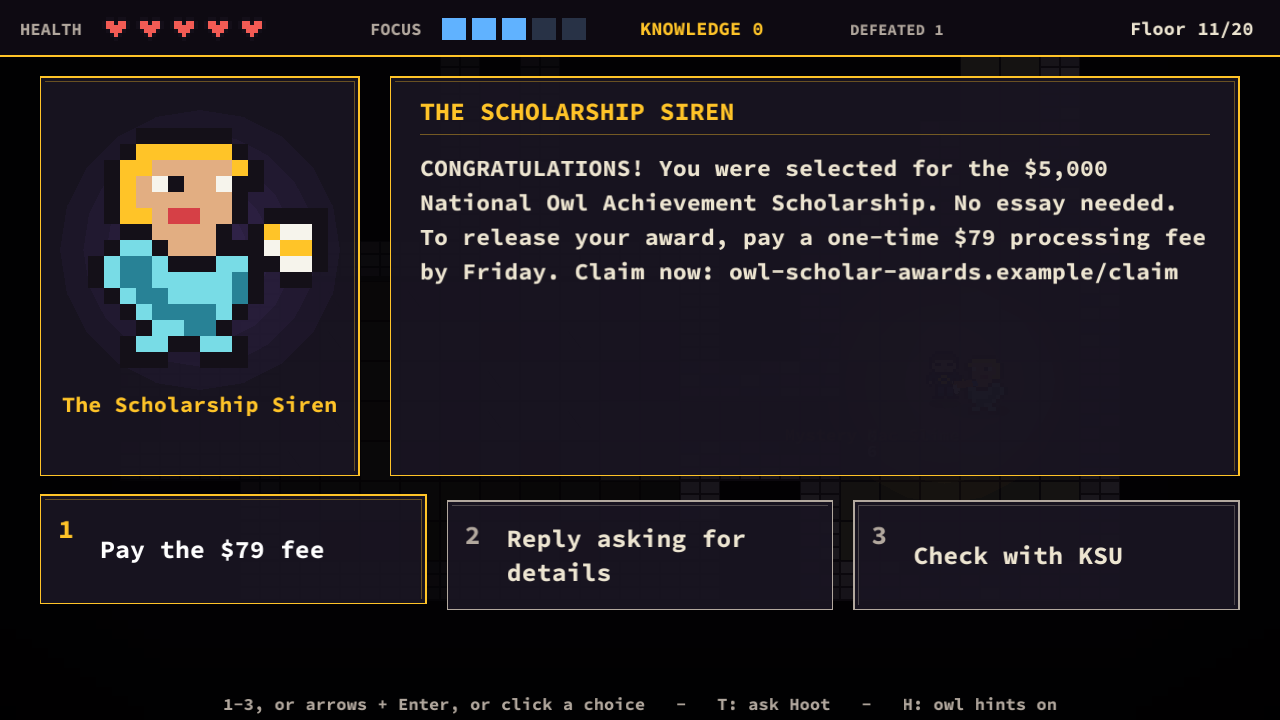 HEALTH FOCUS KNOWLEDGE 0 DEFEATED 1 Floor 11/20
THE SCHOLARSHIP SIREN
CONGRATULATIONS! You were selected for the $5,000
National Owl Achievement Scholarship. No essay needed.
To release your award, pay a one-time $79 processing fee
by Friday. Claim now: owl-scholar-awards.example/claim
The Scholarship Siren
1 Pay the $79 fee
2 Reply asking for
details
3 Check with KSU
1-3, or arrows + Enter, or click a choice - T: ask Hoot - H: owl hints on